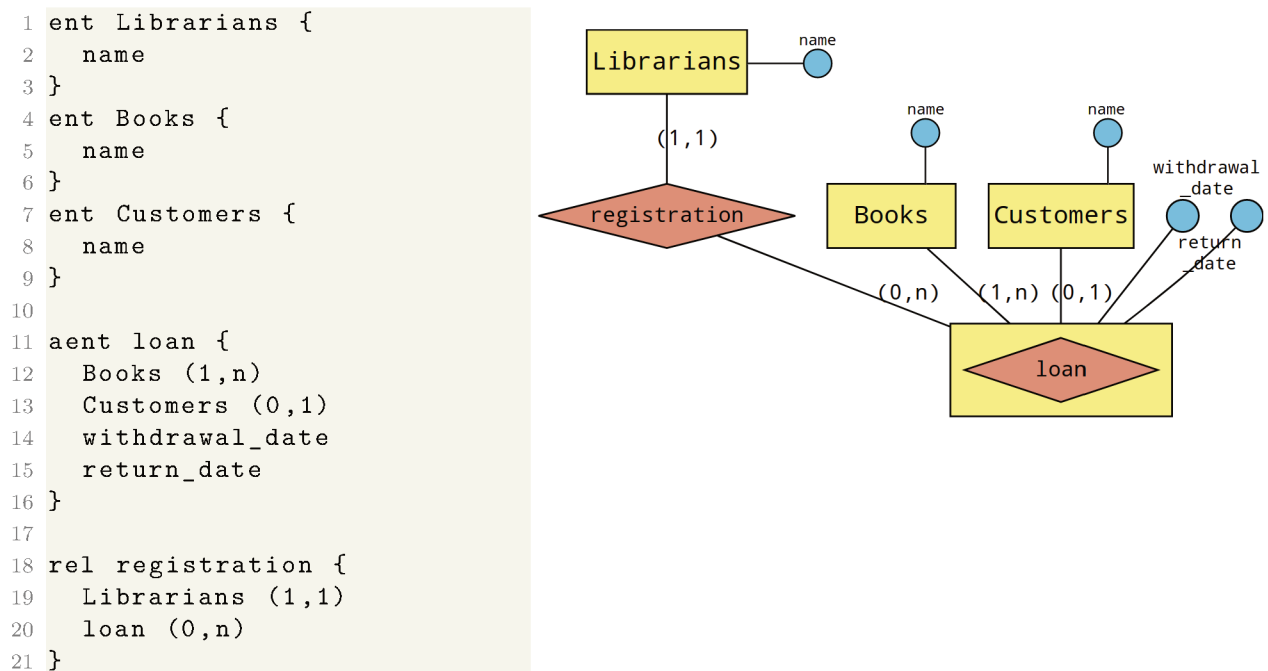 1 ent Librarians {
2   name
3 }
4 ent Books {
5   name
6 }
7 ent Customers {
8   name
9 }
10
11 aent loan {
12   Books (1,n)
13   Customers (0,1)
14   withdrawal_date
15   return_date
16 }
17
18 rel registration {
19   Librarians (1,1)
20   loan (0,n)
21 }
name
Librarians
(1,1)
registration
name
Books
name
Customers
withdrawal
_date
return
_date
(0,n)
(1,n)
(0,1)
loan